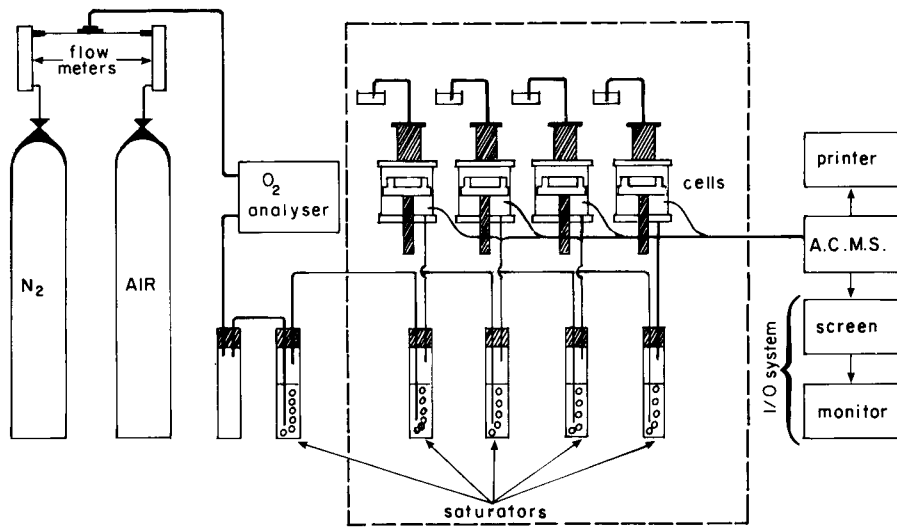 flow
meters
N2
AIR
O2
analyser
cells
printer
A.C.M.S.
screen
monitor
I/O system
saturators